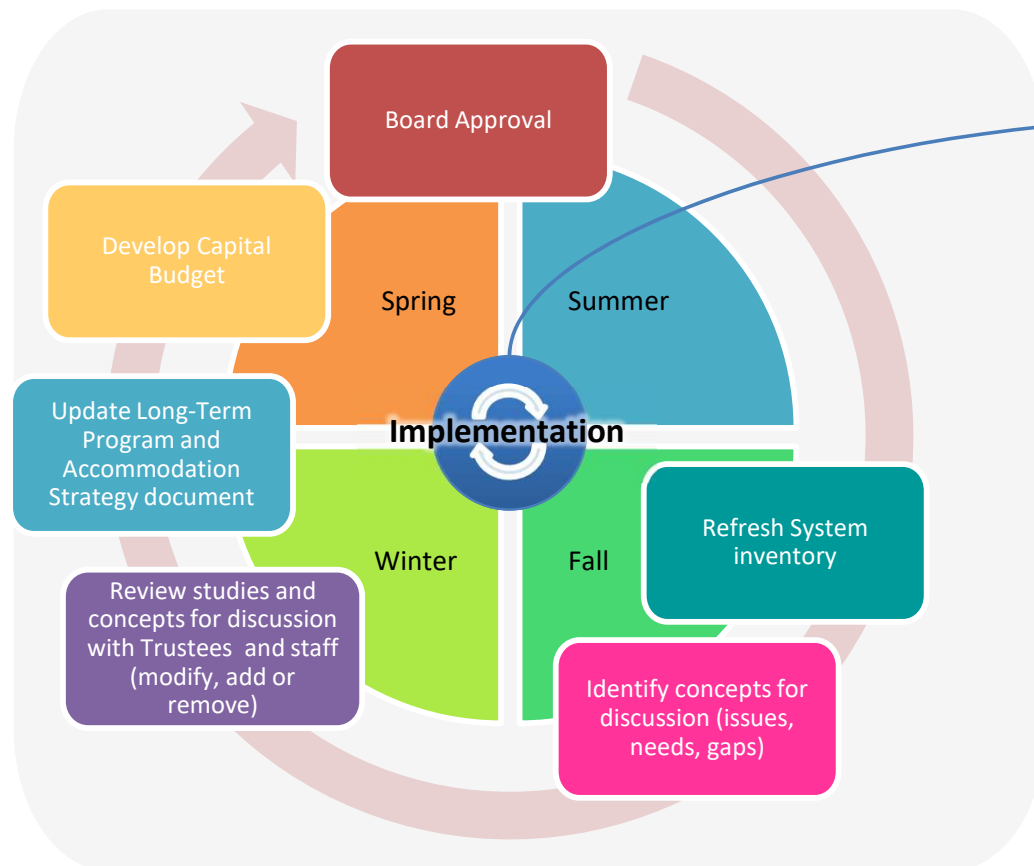 Board Approval
Develop Capital
Budget
Spring
Summer
Update Long-Term
Program and
Accommodation
Strategy document
Implementation
Refresh System
inventory
Winter
Fall
Review studies and
concepts for discussion
with Trustees  and staff
(modify, add or
remove)
Identify concepts for
discussion (issues,
needs, gaps)